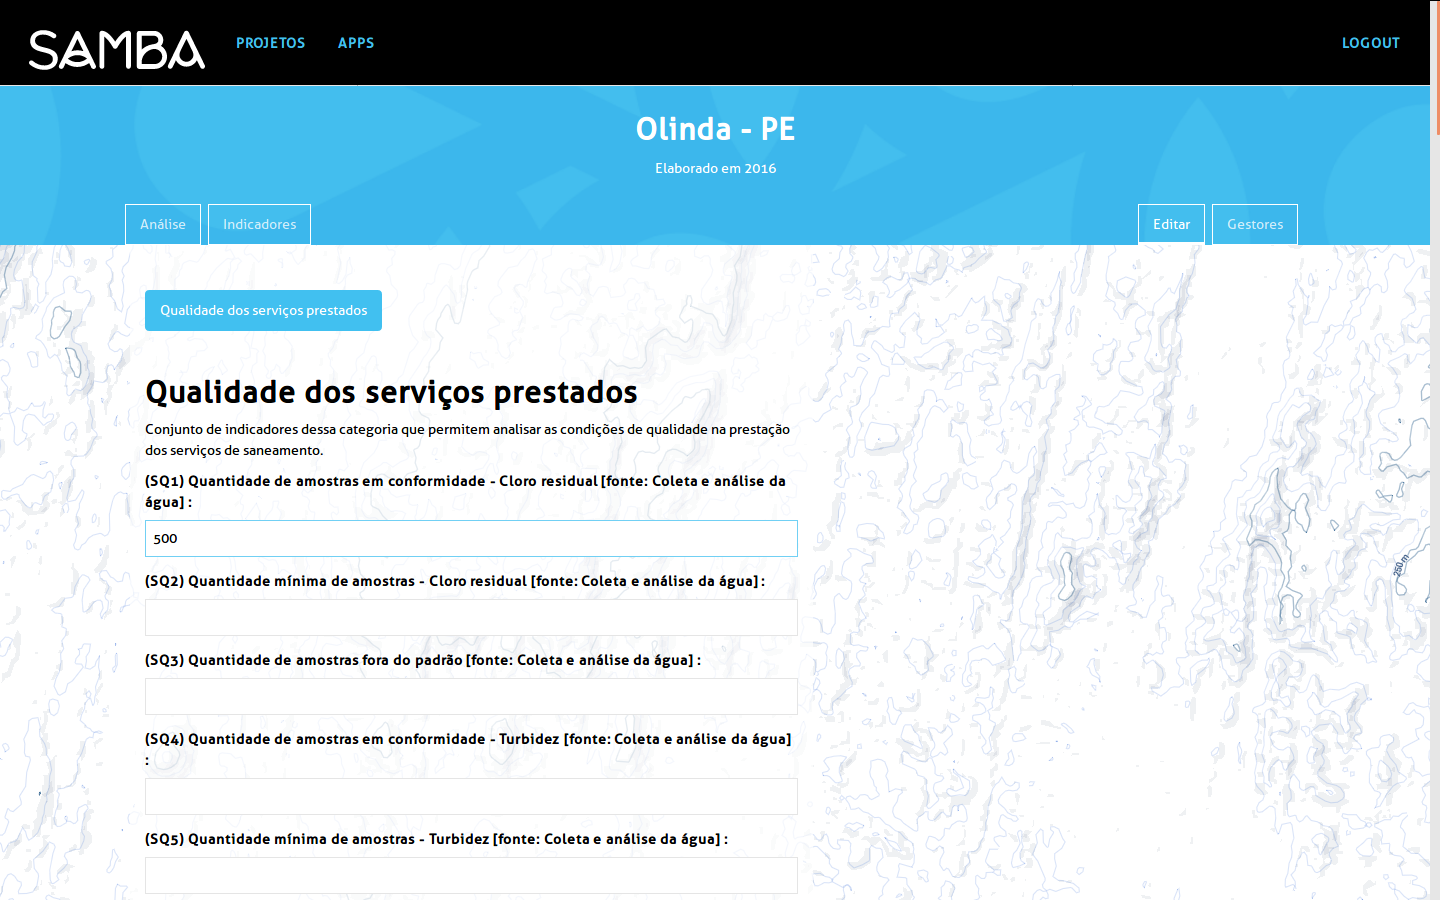 SAMBA PROJETOS APPS LOGOUT
Olinda - PE
Elaborado em 2016
Análise Indicadores Editar Gestores
Qualidade dos serviços prestados
Qualidade dos serviços prestados
Conjunto de indicadores dessa categoria que permitem analisar as condições de qualidade na prestação
dos serviços de saneamento.
(SQ1) Quantidade de amostras em conformidade - Cloro residual [fonte: Coleta e análise da
água] :
500
(SQ2) Quantidade mínima de amostras - Cloro residual [fonte: Coleta e análise da água] :
(SQ3) Quantidade de amostras fora do padrão [fonte: Coleta e análise da água] :
(SQ4) Quantidade de amostras em conformidade - Turbidez [fonte: Coleta e análise da água]
:
(SQ5) Quantidade mínima de amostras - Turbidez [fonte: Coleta e análise da água] :
250 m